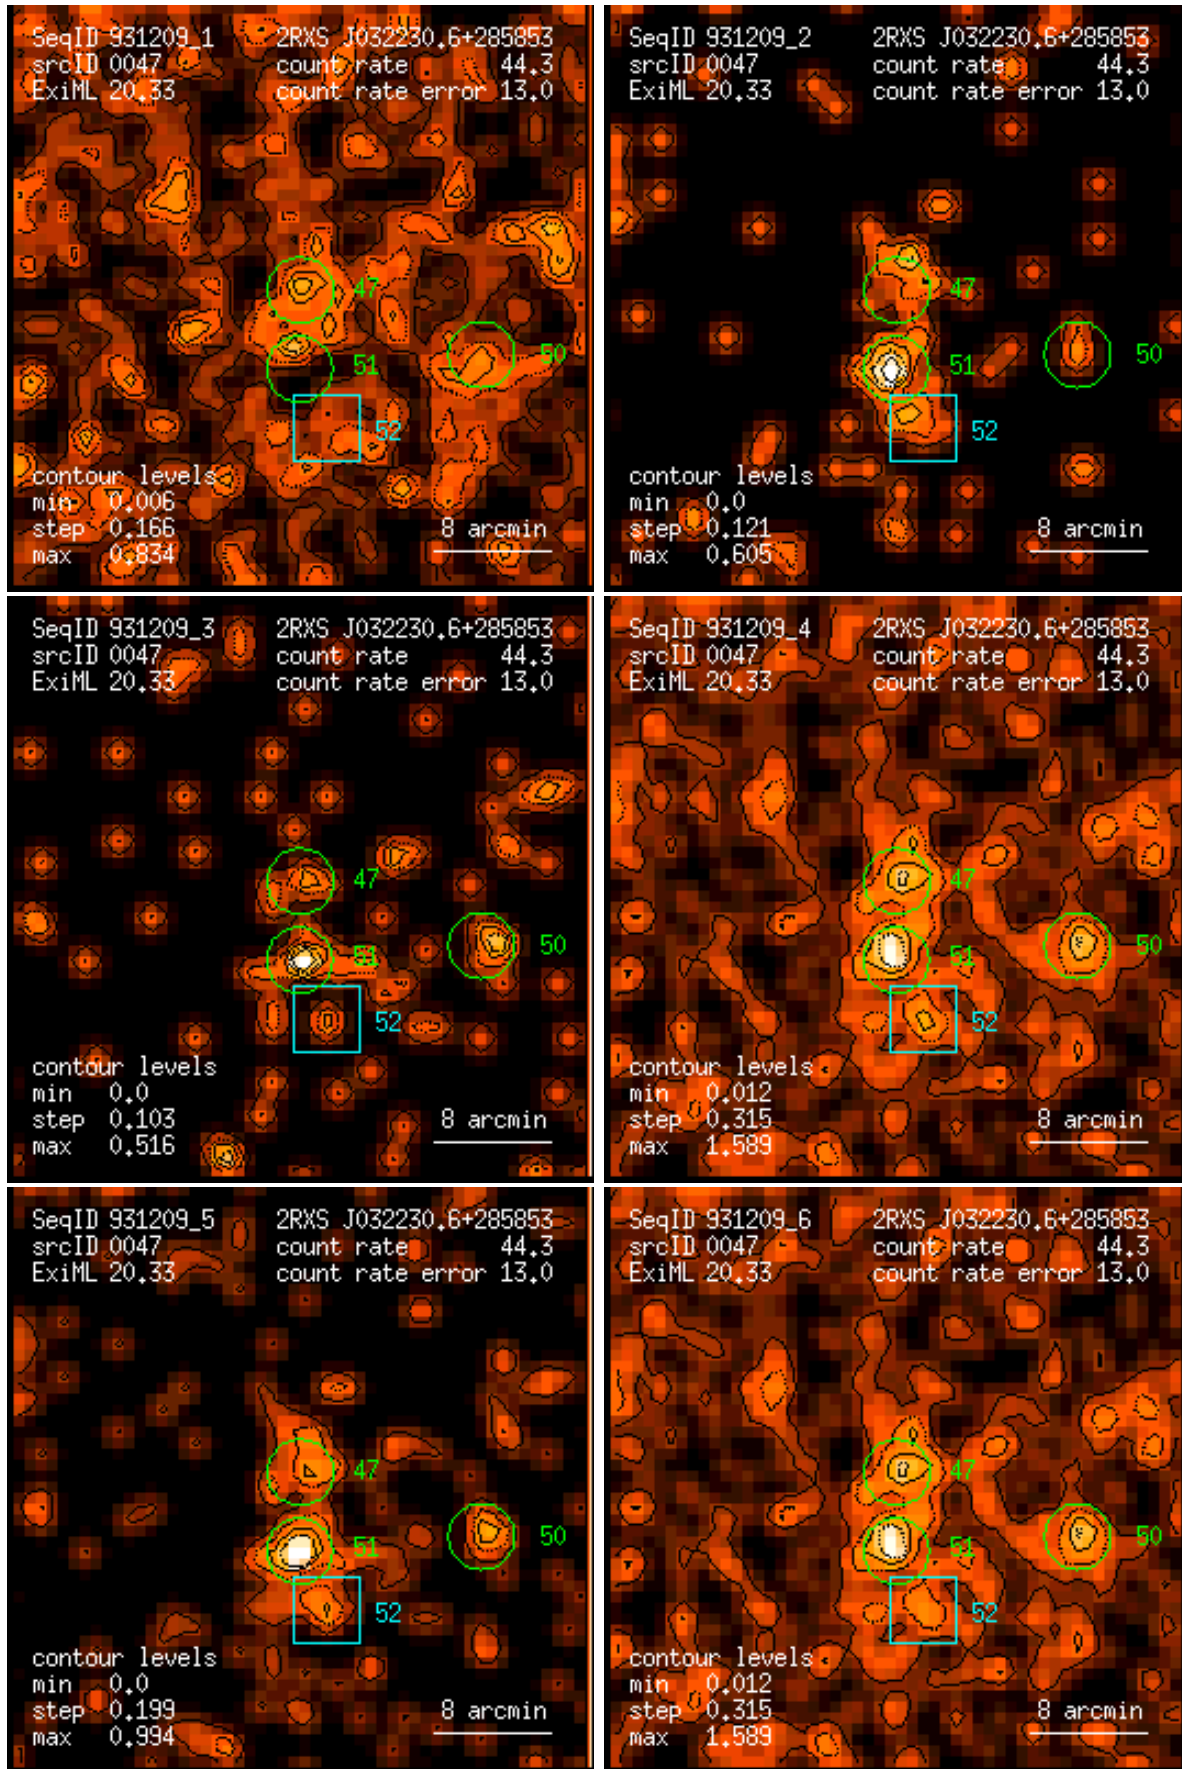 SeqID 931209_1 2RXS J032230.6+285853
srcID 0047 count rate 44.3
ExiML 20.33 count rate error 13.0
47
50
51
52
contour levels
min 0.006
step 0.166 8 arcmin
max 0.834
SeqID 931209_2 2RXS J032230.6+285853
srcID 0047 count rate 44.3
ExiML 20.33 count rate error 13.0
47
50
51
52
contour levels
min 0.0
step 0.121 8 arcmin
max 0.605
SeqID 931209_3 2RXS J032230.6+285853
srcID 0047 count rate 44.3
ExiML 20.33 count rate error 13.0
47
50
51
52
contour levels
min 0.0
step 0.103 8 arcmin
max 0.516
SeqID 931209_4 2RXS J032230.6+285853
srcID 0047 count rate 44.3
ExiML 20.33 count rate error 13.0
47
50
51
52
contour levels
min 0.012
step 0.315 8 arcmin
max 1.589
SeqID 931209_5 2RXS J032230.6+285853
srcID 0047 count rate 44.3
ExiML 20.33 count rate error 13.0
47
50
51
52
contour levels
min 0.0
step 0.199 8 arcmin
max 0.994
SeqID 931209_6 2RXS J032230.6+285853
srcID 0047 count rate 44.3
ExiML 20.33 count rate error 13.0
47
50
51
52
contour levels
min 0.012
step 0.315 8 arcmin
max 1.589